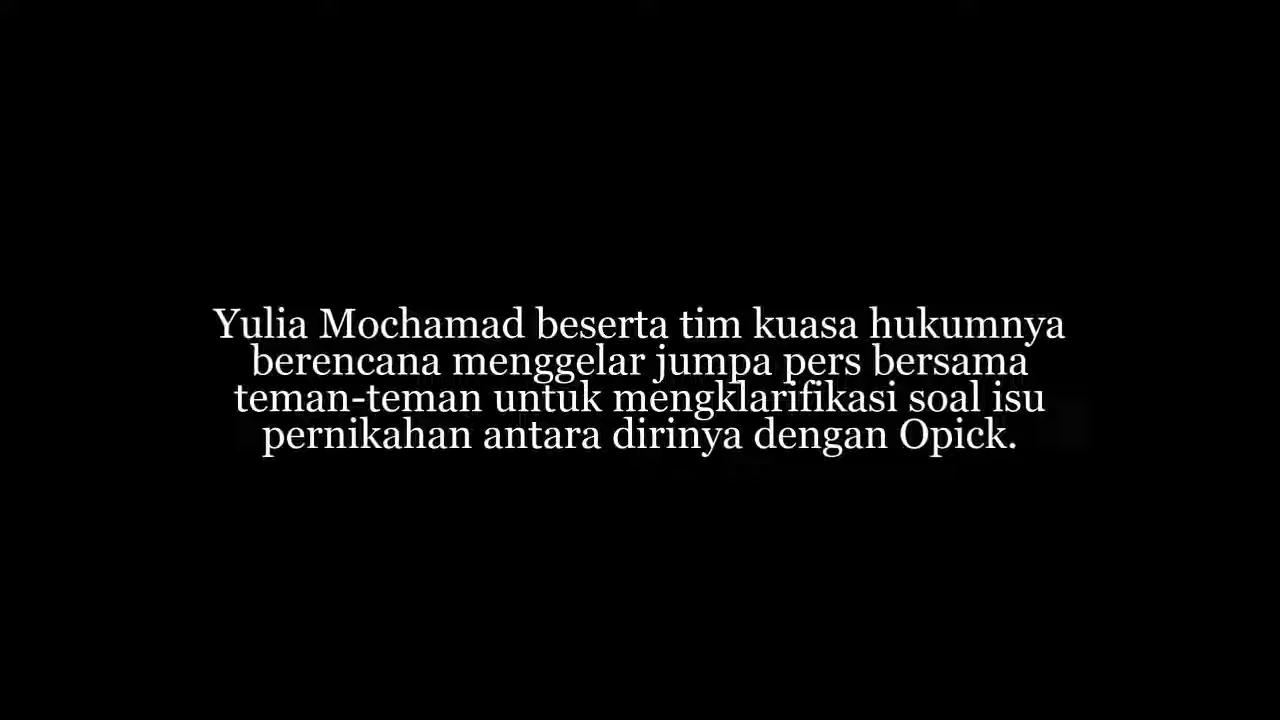 Yulia Mochamad beserta tim kuasa hukumnya
berencana menggelar jumpa pers bersama
teman-teman untuk mengklarifikasi soal isu
pernikahan antara dirinya dengan Opick.